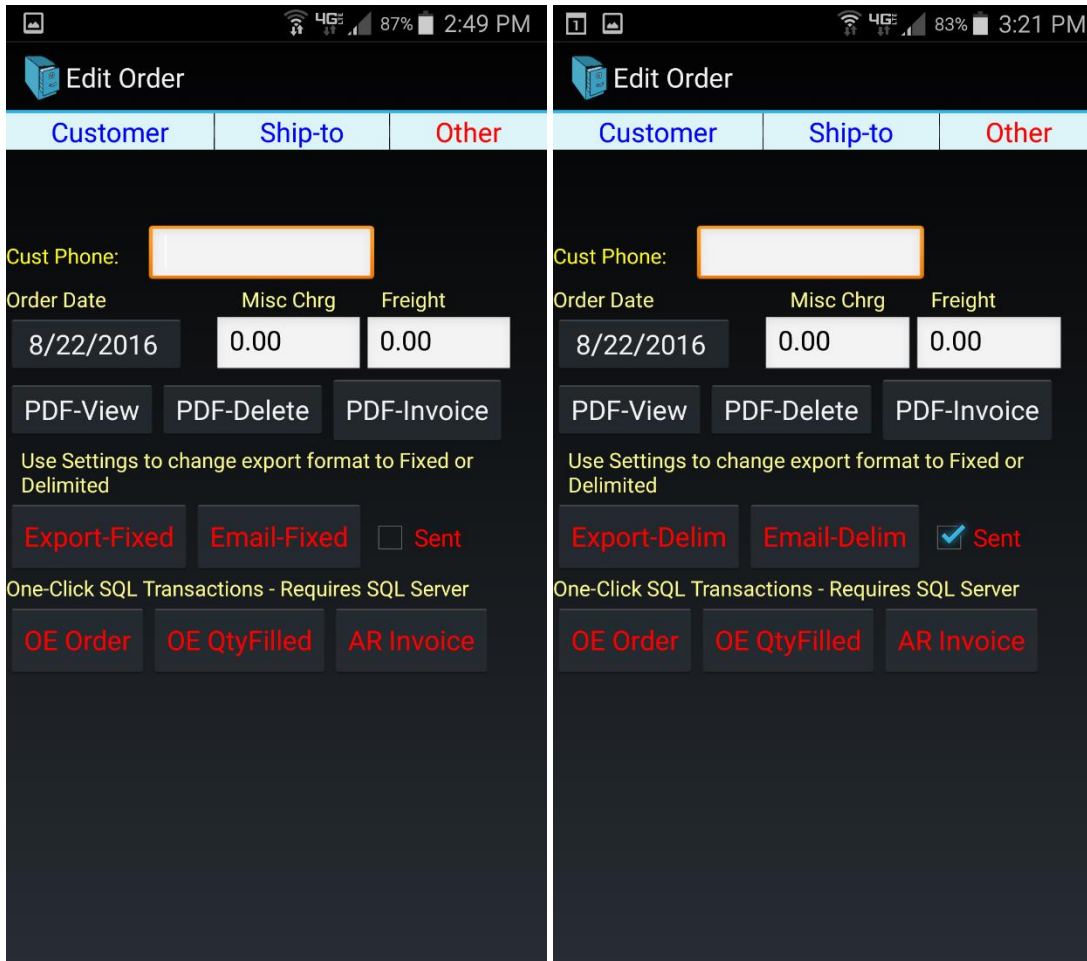 4G 87% 2:49 PM
Edit Order
Customer Ship-to Other
Cust Phone:
Order Date Misc Chrg Freight
8/22/2016 0.00 0.00
PDF-View PDF-Delete PDF-Invoice
Use Settings to change export format to Fixed or
Delimited
Export-Fixed Email-Fixed Sent
One-Click SQL Transactions - Requires SQL Server
OE Order OE QtyFilled AR Invoice
1 4G 83% 3:21 PM
Edit Order
Customer Ship-to Other
Cust Phone:
Order Date Misc Chrg Freight
8/22/2016 0.00 0.00
PDF-View PDF-Delete PDF-Invoice
Use Settings to change export format to Fixed or
Delimited
Export-Delim Email-Delim Sent
One-Click SQL Transactions - Requires SQL Server
OE Order OE QtyFilled AR Invoice